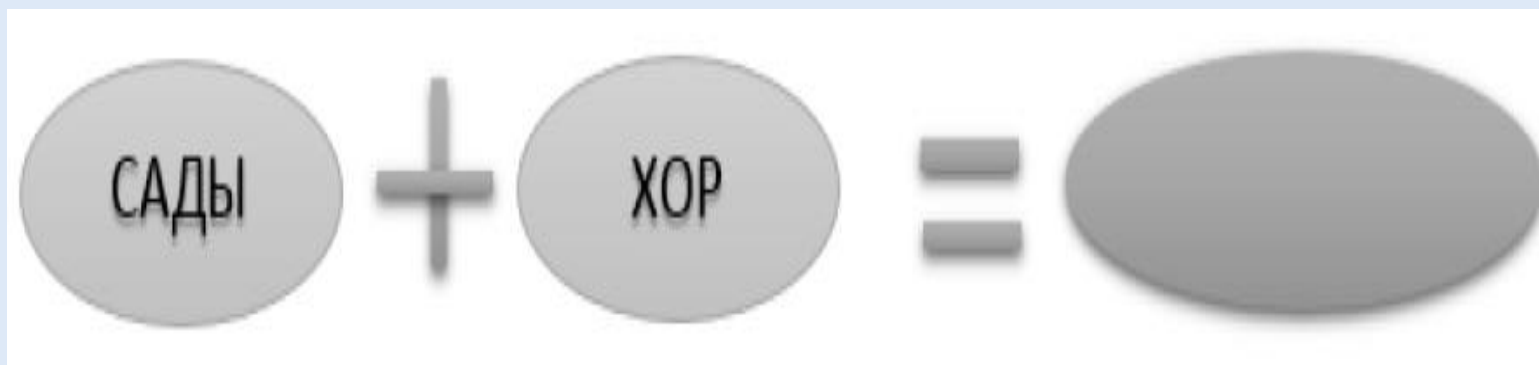 САДЫ + ХОР =